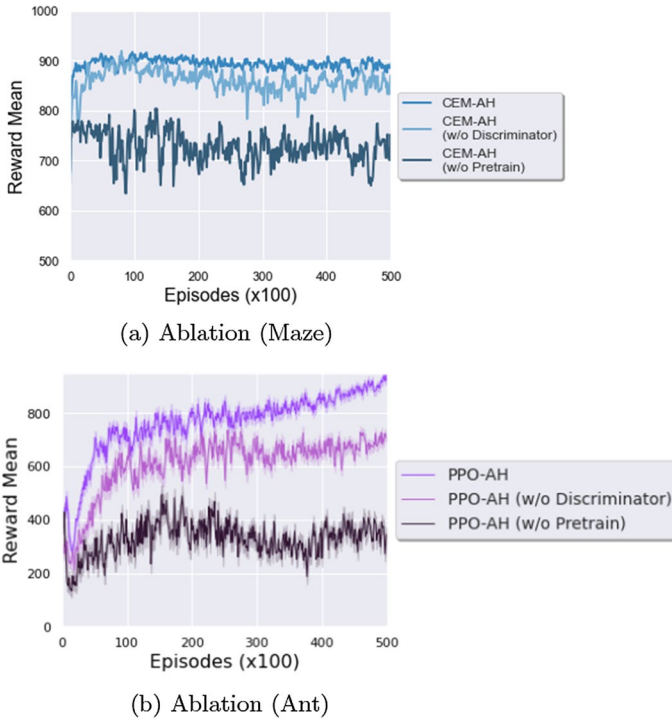 1000
900
800
700
600
500
Reward Mean
0 100 200 300 400 500
Episodes (x100)
CEM-AH
CEM-AH
(w/o Discriminator)
CEM-AH
(w/o Pretrain)
(a) Ablation (Maze)
800
600
400
200
0
Reward Mean
0 100 200 300 400 500
Episodes (x100)
PPO-AH
PPO-AH (w/o Discriminator)
PPO-AH (w/o Pretrain)
(b) Ablation (Ant)